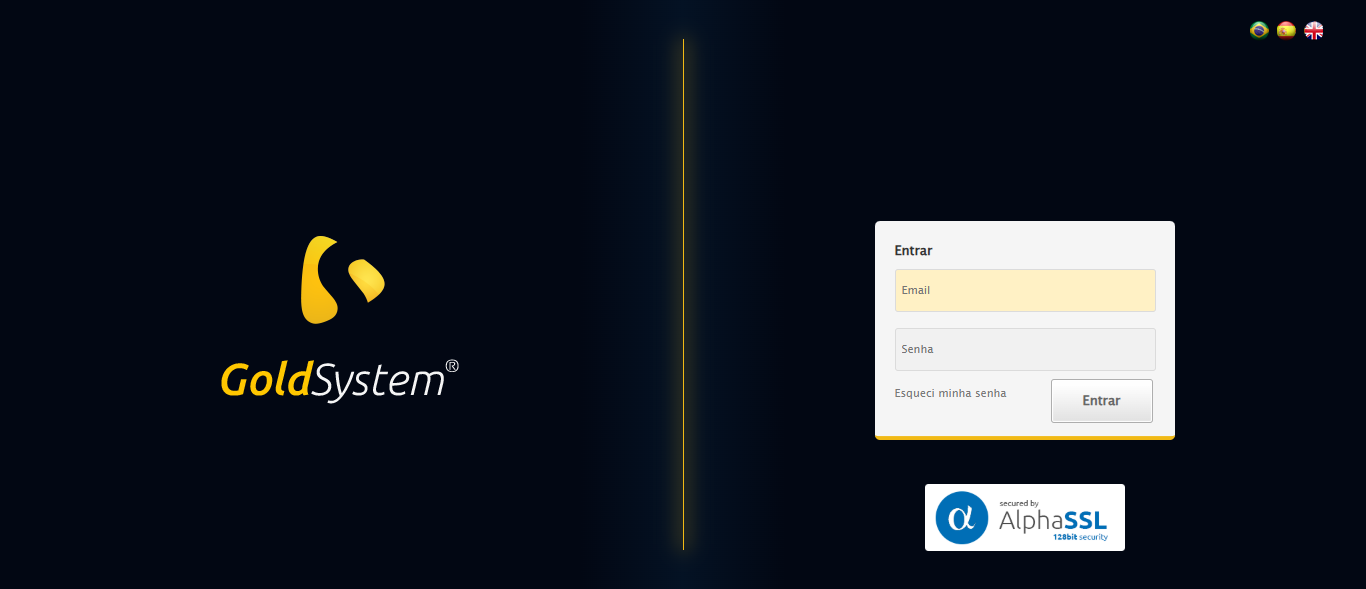 GoldSystem®
Entrar
Email
Senha
Esqueci minha senha
Entrar
secured by
α
AlphaSSL
128bit security